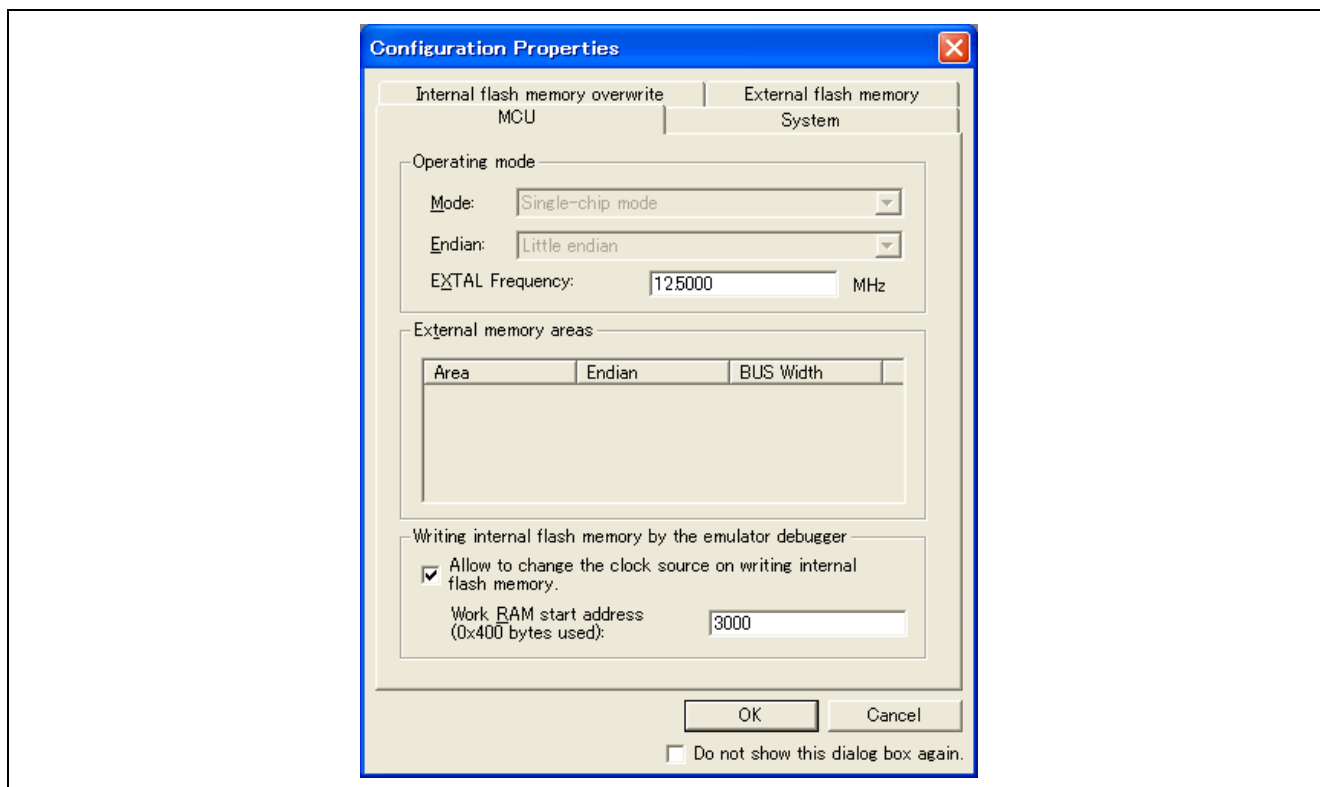 Configuration Properties
Internal flash memory overwrite
External flash memory
MCU
System
Operating mode
Mode:
Single-chip mode
Endian:
Little endian
EXTAL Frequency:
12.5000
MHz
External memory areas
Area
Endian
BUS Width
Writing internal flash memory by the emulator debugger
Allow to change the clock source on writing internal
flash memory.
Work RAM start address
(0x400 bytes used):
3000
OK
Cancel
Do not show this dialog box again.